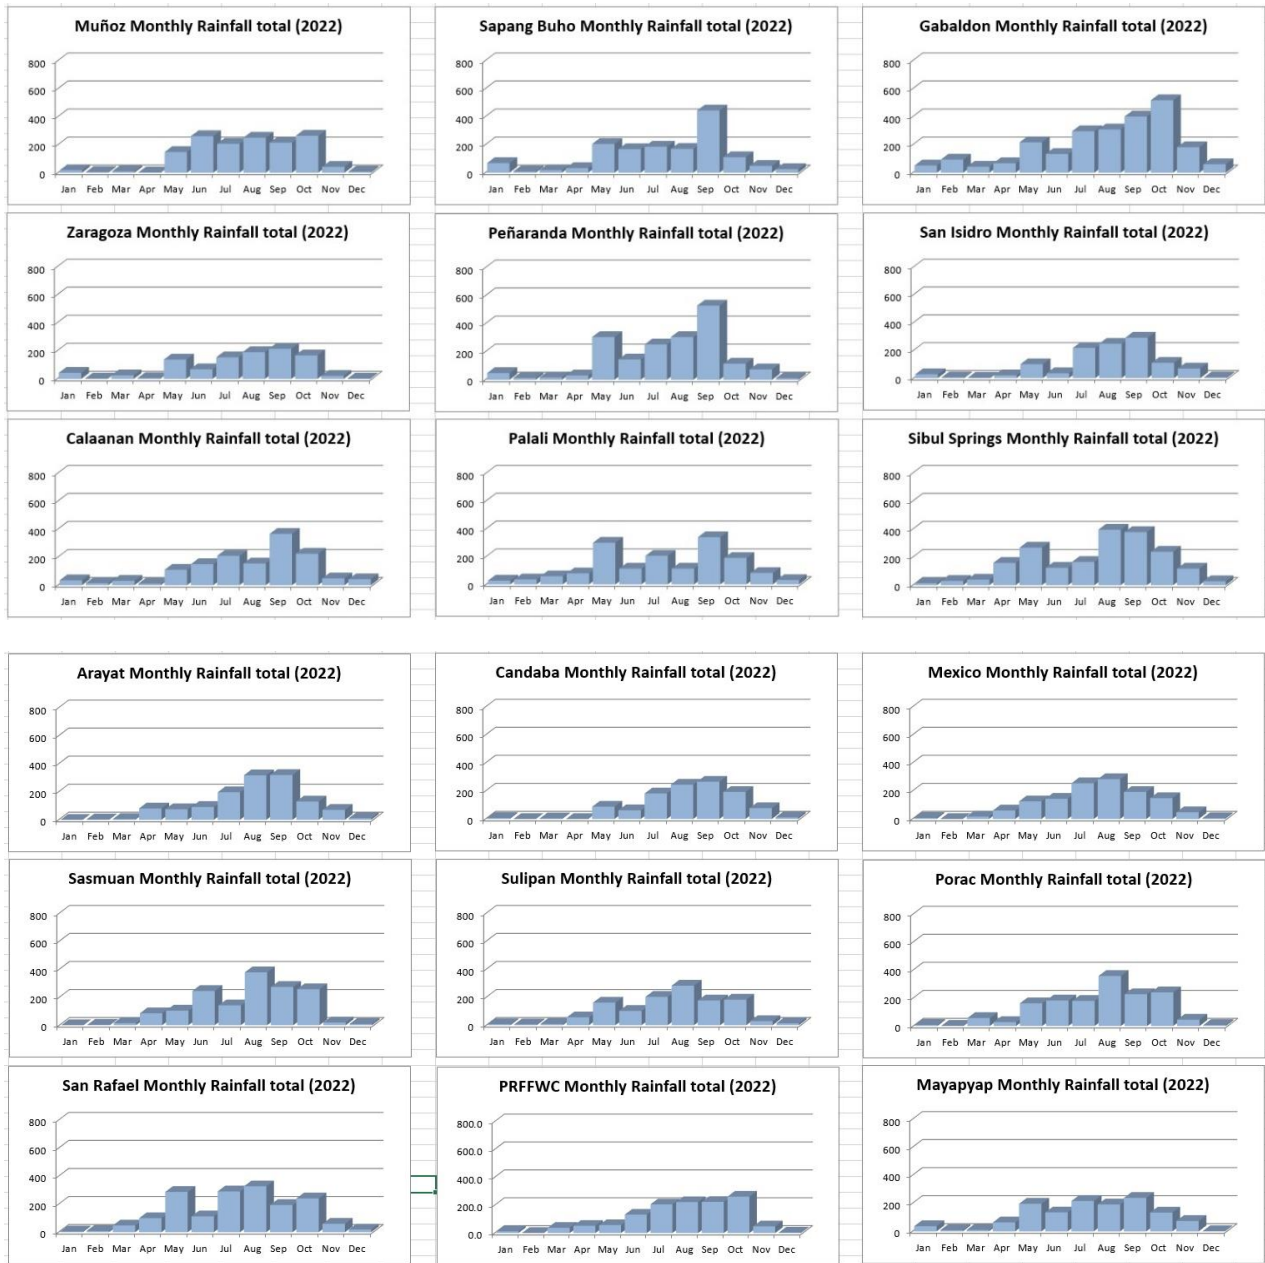 Muñoz Monthly Rainfall total (2022)
800
600
400
200
0
Jan Feb Mar Apr May Jun Jul Aug Sep Oct Nov Dec
Sapang Buho Monthly Rainfall total (2022)
800
600
400
200
0
Jan Feb Mar Apr May Jun Jul Aug Sep Oct Nov Dec
Gabaldon Monthly Rainfall total (2022)
800
600
400
200
0
Jan Feb Mar Apr May Jun Jul Aug Sep Oct Nov Dec
Zaragoza Monthly Rainfall total (2022)
800
600
400
200
0
Jan Feb Mar Apr May Jun Jul Aug Sep Oct Nov Dec
Peñaranda Monthly Rainfall total (2022)
800
600
400
200
0
Jan Feb Mar Apr May Jun Jul Aug Sep Oct Nov Dec
San Isidro Monthly Rainfall total (2022)
800
600
400
200
0
Jan Feb Mar Apr May Jun Jul Aug Sep Oct Nov Dec
Calaanan Monthly Rainfall total (2022)
800
600
400
200
0
Jan Feb Mar Apr May Jun Jul Aug Sep Oct Nov Dec
Palali Monthly Rainfall total (2022)
800
600
400
200
0
Jan Feb Mar Apr May Jun Jul Aug Sep Oct Nov Dec
Sibul Springs Monthly Rainfall total (2022)
800
600
400
200
0
Jan Feb Mar Apr May Jun Jul Aug Sep Oct Nov Dec
Arayat Monthly Rainfall total (2022)
800
600
400
200
0
Jan Feb Mar Apr May Jun Jul Aug Sep Oct Nov Dec
Candaba Monthly Rainfall total (2022)
800
600
400
200
0
Jan Feb Mar Apr May Jun Jul Aug Sep Oct Nov Dec
Mexico Monthly Rainfall total (2022)
800
600
400
200
0
Jan Feb Mar Apr May Jun Jul Aug Sep Oct Nov Dec
Sasmuan Monthly Rainfall total (2022)
800
600
400
200
0
Jan Feb Mar Apr May Jun Jul Aug Sep Oct Nov Dec
Sulipan Monthly Rainfall total (2022)
800
600
400
200
0
Jan Feb Mar Apr May Jun Jul Aug Sep Oct Nov Dec
Porac Monthly Rainfall total (2022)
800
600
400
200
0
Jan Feb Mar Apr May Jun Jul Aug Sep Oct Nov Dec
San Rafael Monthly Rainfall total (2022)
800
600
400
200
0
Jan Feb Mar Apr May Jun Jul Aug Sep Oct Nov Dec
PRFFWC Monthly Rainfall total (2022)
800.0
600.0
400.0
200.0
0.0
Jan Feb Mar Apr May Jun Jul Aug Sep Oct Nov Dec
Mayapyap Monthly Rainfall total (2022)
800
600
400
200
0
Jan Feb Mar Apr May Jun Jul Aug Sep Oct Nov Dec